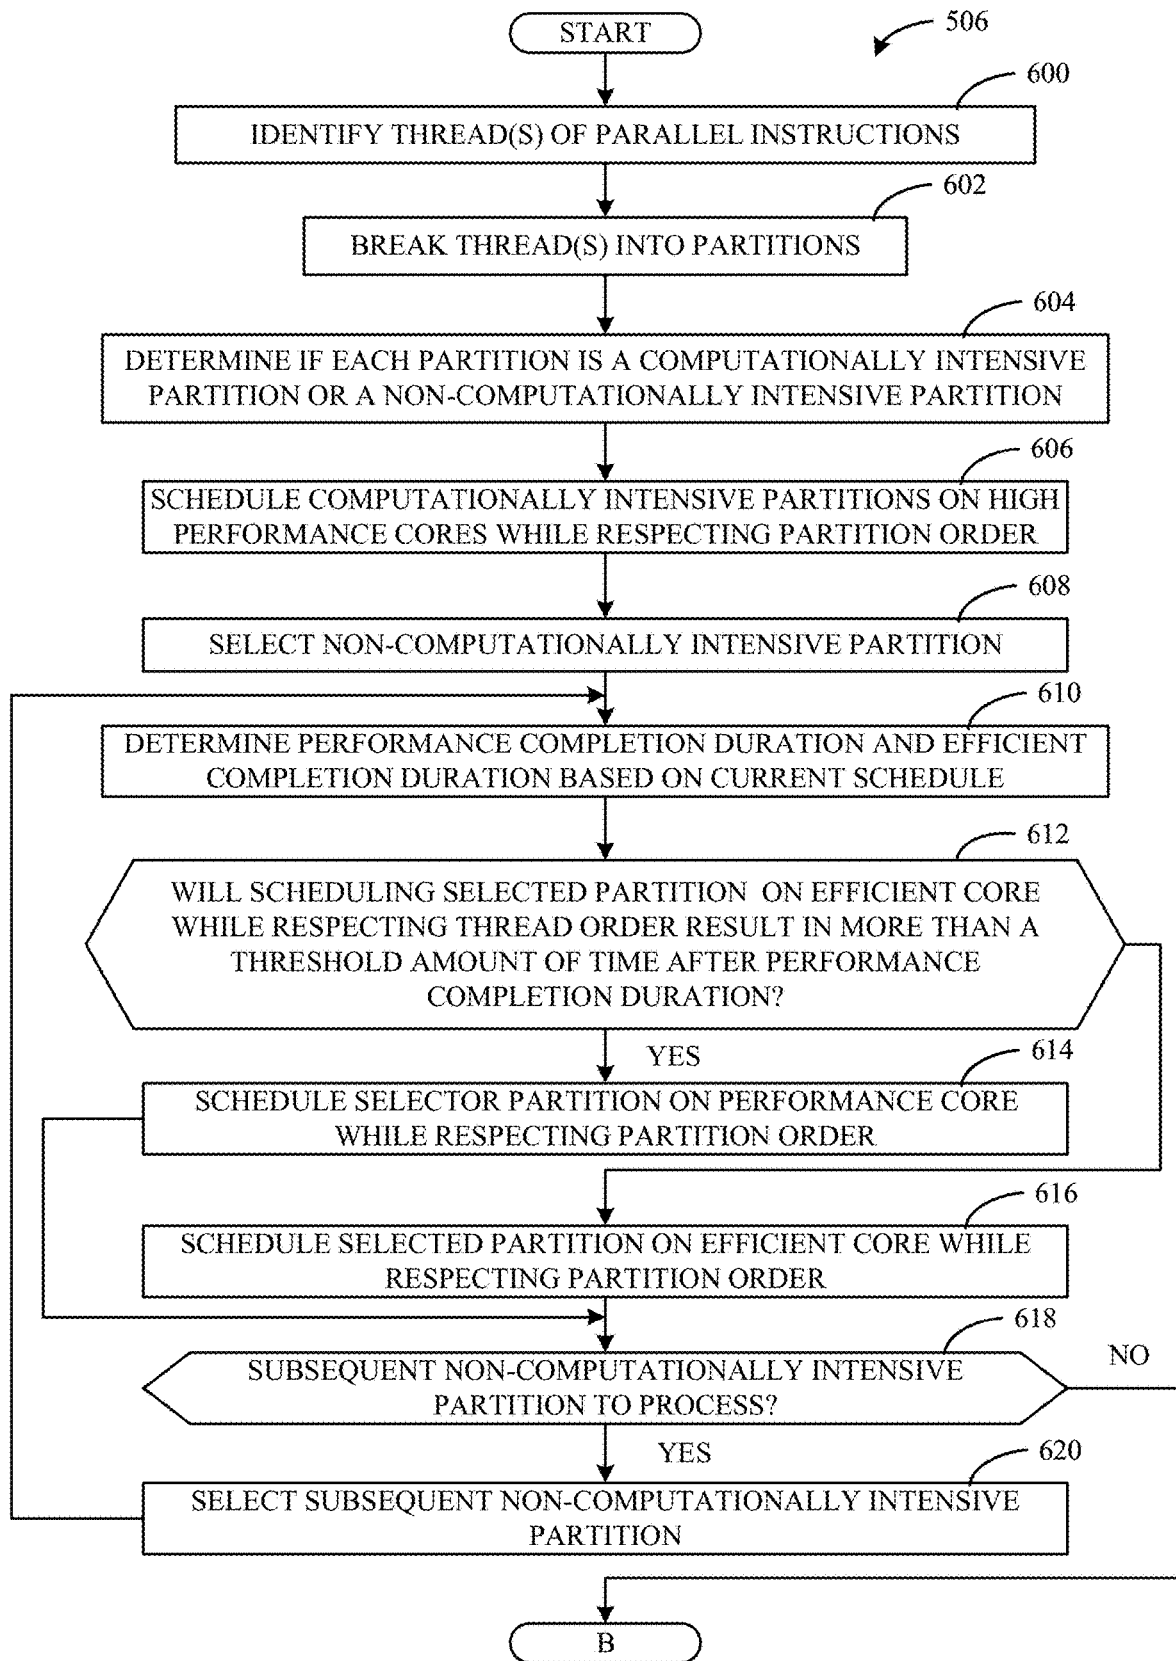 START
506
600
IDENTIFY THREAD(S) OF PARALLEL INSTRUCTIONS
602
BREAK THREAD(S) INTO PARTITIONS
604
DETERMINE IF EACH PARTITION IS A COMPUTATIONALLY INTENSIVE
PARTITION OR A NON-COMPUTATIONALLY INTENSIVE PARTITION
606
SCHEDULE COMPUTATIONALLY INTENSIVE PARTITIONS ON HIGH
PERFORMANCE CORES WHILE RESPECTING PARTITION ORDER
608
SELECT NON-COMPUTATIONALLY INTENSIVE PARTITION
610
DETERMINE PERFORMANCE COMPLETION DURATION AND EFFICIENT
COMPLETION DURATION BASED ON CURRENT SCHEDULE
612
WILL SCHEDULING SELECTED PARTITION ON EFFICIENT CORE
WHILE RESPECTING THREAD ORDER RESULT IN MORE THAN A
THRESHOLD AMOUNT OF TIME AFTER PERFORMANCE
COMPLETION DURATION?
YES
614
SCHEDULE SELECTOR PARTITION ON PERFORMANCE CORE
WHILE RESPECTING PARTITION ORDER
616
SCHEDULE SELECTED PARTITION ON EFFICIENT CORE WHILE
RESPECTING PARTITION ORDER
618
SUBSEQUENT NON-COMPUTATIONALLY INTENSIVE
PARTITION TO PROCESS?
NO
YES
620
SELECT SUBSEQUENT NON-COMPUTATIONALLY INTENSIVE
PARTITION
B